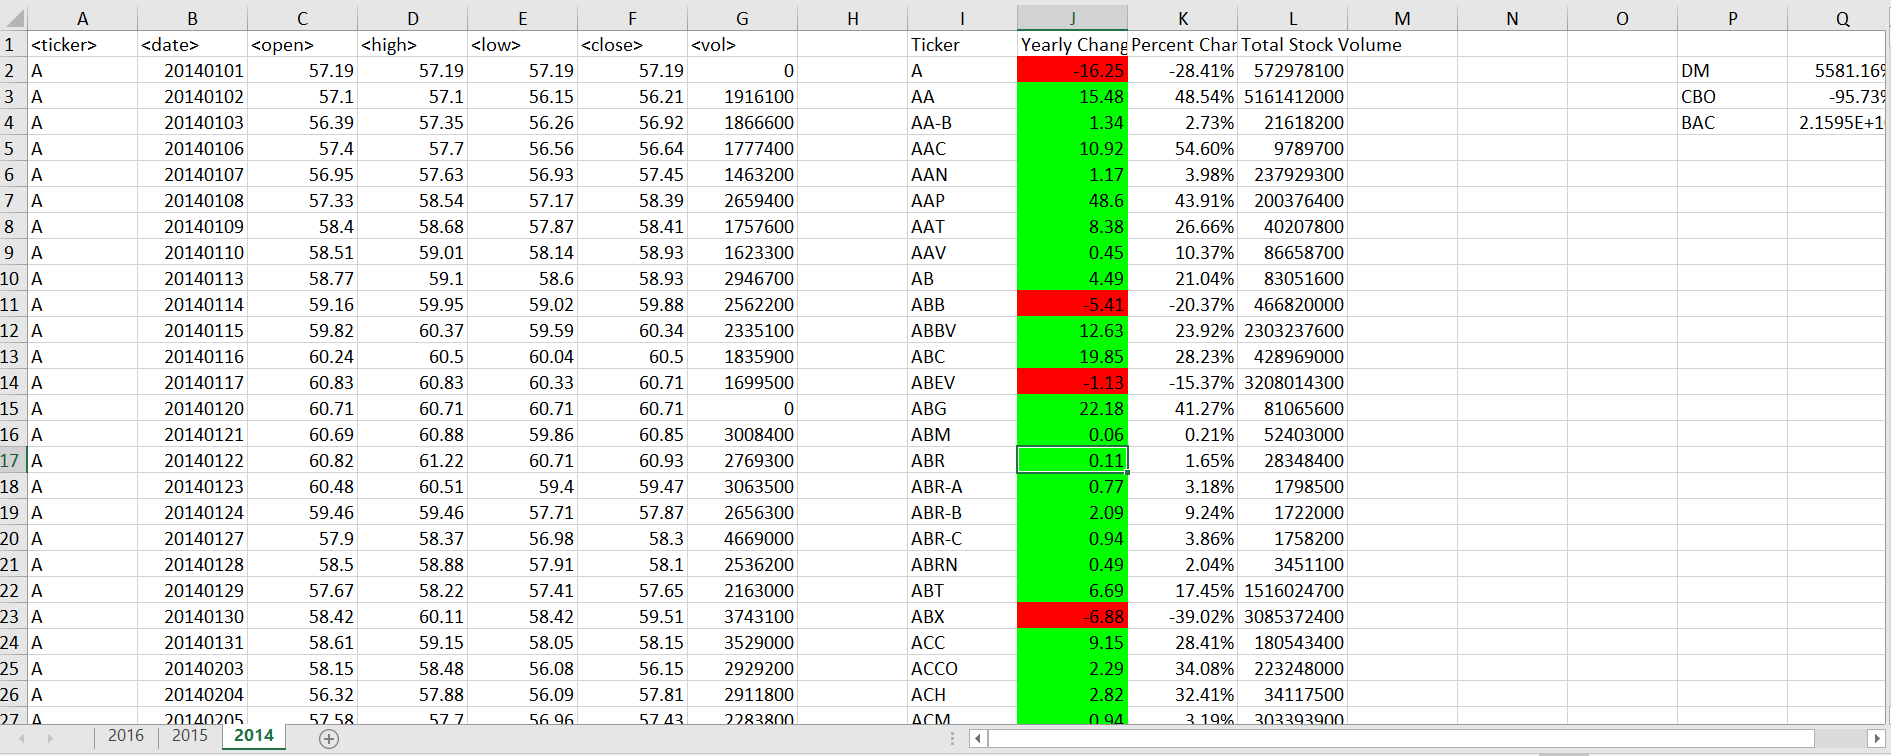 A B C D E F G H I J K L M N O P Q
1 <ticker> <date> <open> <high> <low> <close> <vol> Ticker Yearly Chang Percent Char Total Stock Volume
2 A 20140101 57.19 57.19 57.19 57.19 0 A -16.25 -28.41% 572978100 DM 5581.16%
3 A 20140102 57.1 57.1 56.15 56.21 1916100 AA 15.48 48.54% 5161412000 CBO -95.73%
4 A 20140103 56.39 57.35 56.26 56.92 1866600 AA-B 1.34 2.73% 21618200 BAC 2.1595E+1
5 A 20140106 57.4 57.7 56.56 56.64 1777400 AAC 10.92 54.60% 9789700
6 A 20140107 56.95 57.63 56.93 57.45 1463200 AAN 1.17 3.98% 237929300
7 A 20140108 57.33 58.54 57.17 58.39 2659400 AAP 48.6 43.91% 200376400
8 A 20140109 58.4 58.68 57.87 58.41 1757600 AAT 8.38 26.66% 40207800
9 A 20140110 58.51 59.01 58.14 58.93 1623300 AAV 0.45 10.37% 86658700
10 A 20140113 58.77 59.1 58.6 58.93 2946700 AB 4.49 21.04% 83051600
11 A 20140114 59.16 59.95 59.02 59.88 2562200 ABB -5.41 -20.37% 466820000
12 A 20140115 59.82 60.37 59.59 60.34 2335100 ABBV 12.63 23.92% 2303237600
13 A 20140116 60.24 60.5 60.04 60.5 1835900 ABC 19.85 28.23% 428969000
14 A 20140117 60.83 60.83 60.33 60.71 1699500 ABEV -1.13 -15.37% 3208014300
15 A 20140120 60.71 60.71 60.71 60.71 0 ABG 22.18 41.27% 81065600
16 A 20140121 60.69 60.88 59.86 60.85 3008400 ABM 0.06 0.21% 52403000
17 A 20140122 60.82 61.22 60.71 60.93 2769300 ABR 0.11 1.65% 28348400
18 A 20140123 60.48 60.51 59.4 59.47 3063500 ABR-A 0.77 3.18% 1798500
19 A 20140124 59.46 59.46 57.71 57.87 2656300 ABR-B 2.09 9.24% 1722000
20 A 20140127 57.9 58.37 56.98 58.3 4669000 ABR-C 0.94 3.86% 1758200
21 A 20140128 58.5 58.88 57.91 58.1 2536200 ABRN 0.49 2.04% 3451100
22 A 20140129 57.67 58.22 57.41 57.65 2163000 ABT 6.69 17.45% 1516024700
23 A 20140130 58.42 60.11 58.42 59.51 3743100 ABX -6.88 -39.02% 3085372400
24 A 20140131 58.61 59.15 58.05 58.15 3529000 ACC 9.15 28.41% 180543400
25 A 20140203 58.15 58.48 56.08 56.15 2929200 ACCO 2.29 34.08% 223248000
26 A 20140204 56.32 57.88 56.09 57.81 2911800 ACH 2.82 32.41% 34117500
27 A 20140205 57.58 57.7 56.96 57.43 2283800 ACM 0.94 3.19% 303393900
2016 2015 2014